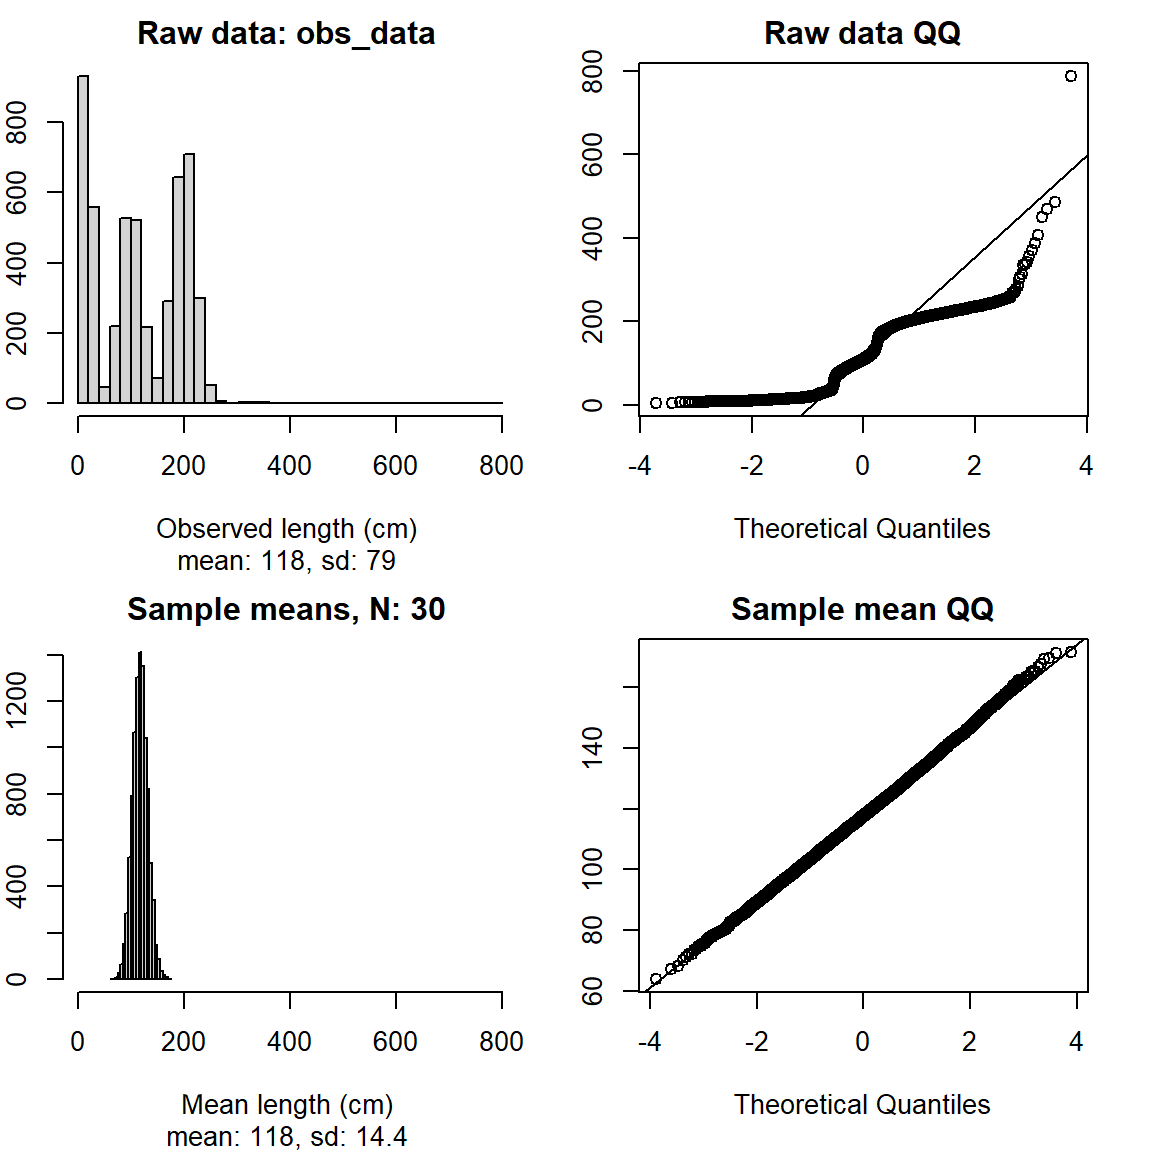 Raw data: obs_data
800
600
400
200
0
0 200 400 600 800
Observed length (cm)
mean: 118, sd: 79
Raw data QQ
800
600
400
200
0
-4 -2 0 2 4
Theoretical Quantiles
Sample means, N: 30
1200
800
400
0
0 200 400 600 800
Mean length (cm)
mean: 118, sd: 14.4
Sample mean QQ
140
100
80
60
-4 -2 0 2 4
Theoretical Quantiles